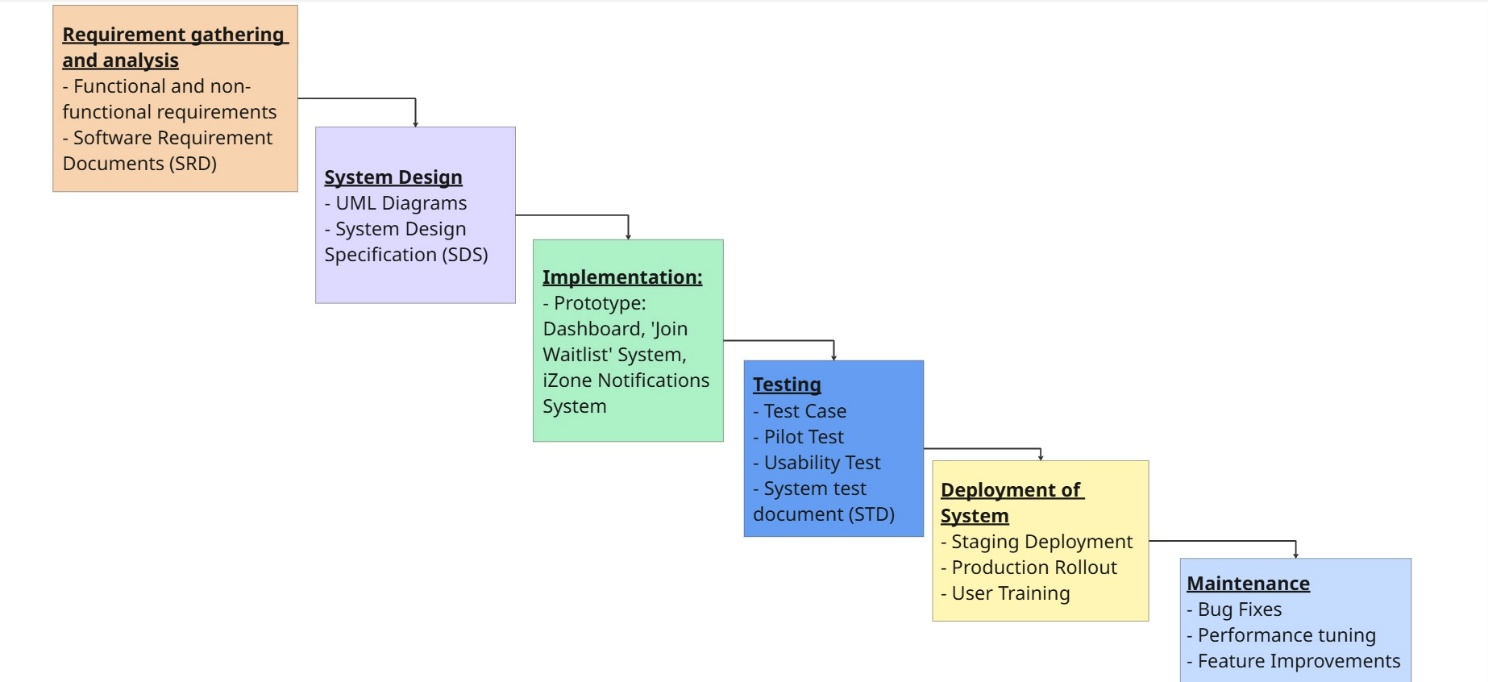 Requirement gathering
and analysis
- Functional and non-
functional requirements
- Software Requirement
Documents (SRD)
System Design
- UML Diagrams
- System Design
Specification (SDS)
Implementation:
- Prototype:
Dashboard, 'Join
Waitlist' System,
iZone Notifications
System
Testing
- Test Case
- Pilot Test
- Usability Test
- System test
document (STD)
Deployment of
System
- Staging Deployment
- Production Rollout
- User Training
Maintenance
- Bug Fixes
- Performance tuning
- Feature Improvements